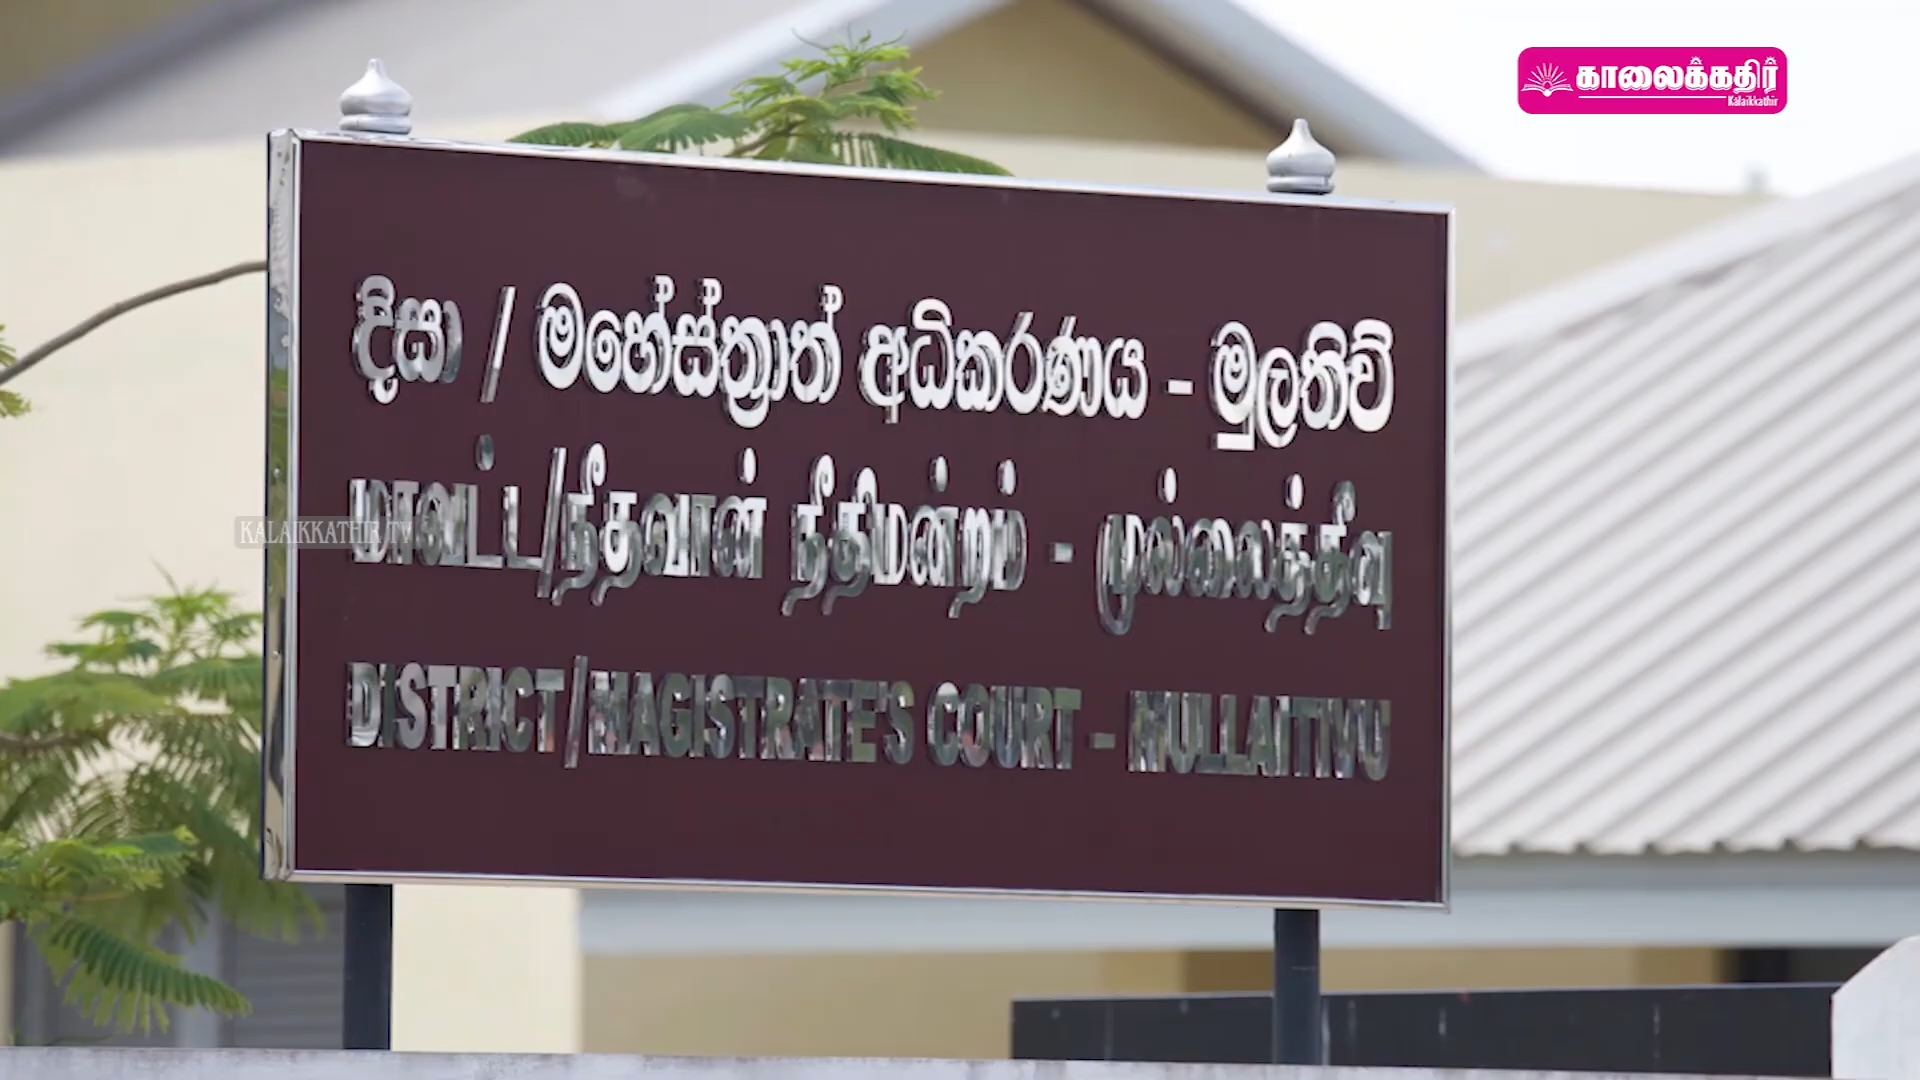 காலைக்கதிர்
Kalaikkathir
දිසා / මහේස්ත්‍රාත් අධිකරණය - මුලතිව්
மாவட்ட/நீதவான் நீதிமன்றம் - முல்லைத்தீவு
KALAIKKATHIR TV
DISTRICT/MAGISTRATE'S COURT – MULLAITIVU